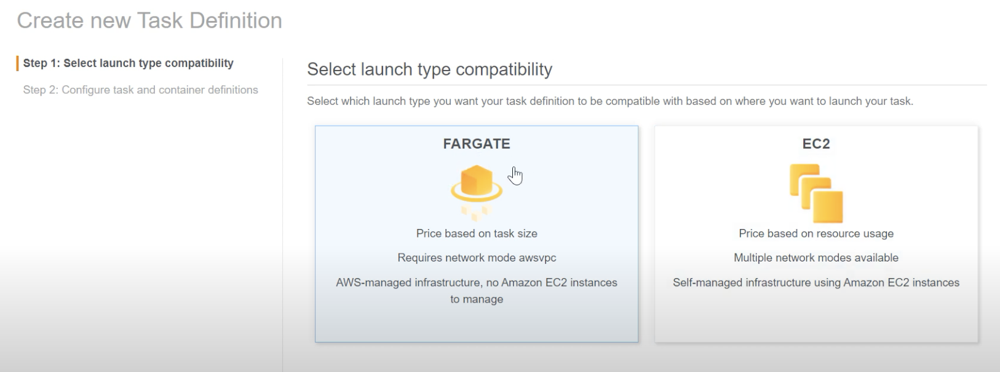 Create new Task Definition
Step 1: Select launch type compatibility
Step 2: Configure task and container definitions
Select launch type compatibility
Select which launch type you want your task definition to be compatible with based on where you want to launch your task.
FARGATE
Price based on task size
Requires network mode awsvpc
AWS-managed infrastructure, no Amazon EC2 instances
to manage
EC2
Price based on resource usage
Multiple network modes available
Self-managed infrastructure using Amazon EC2 instances